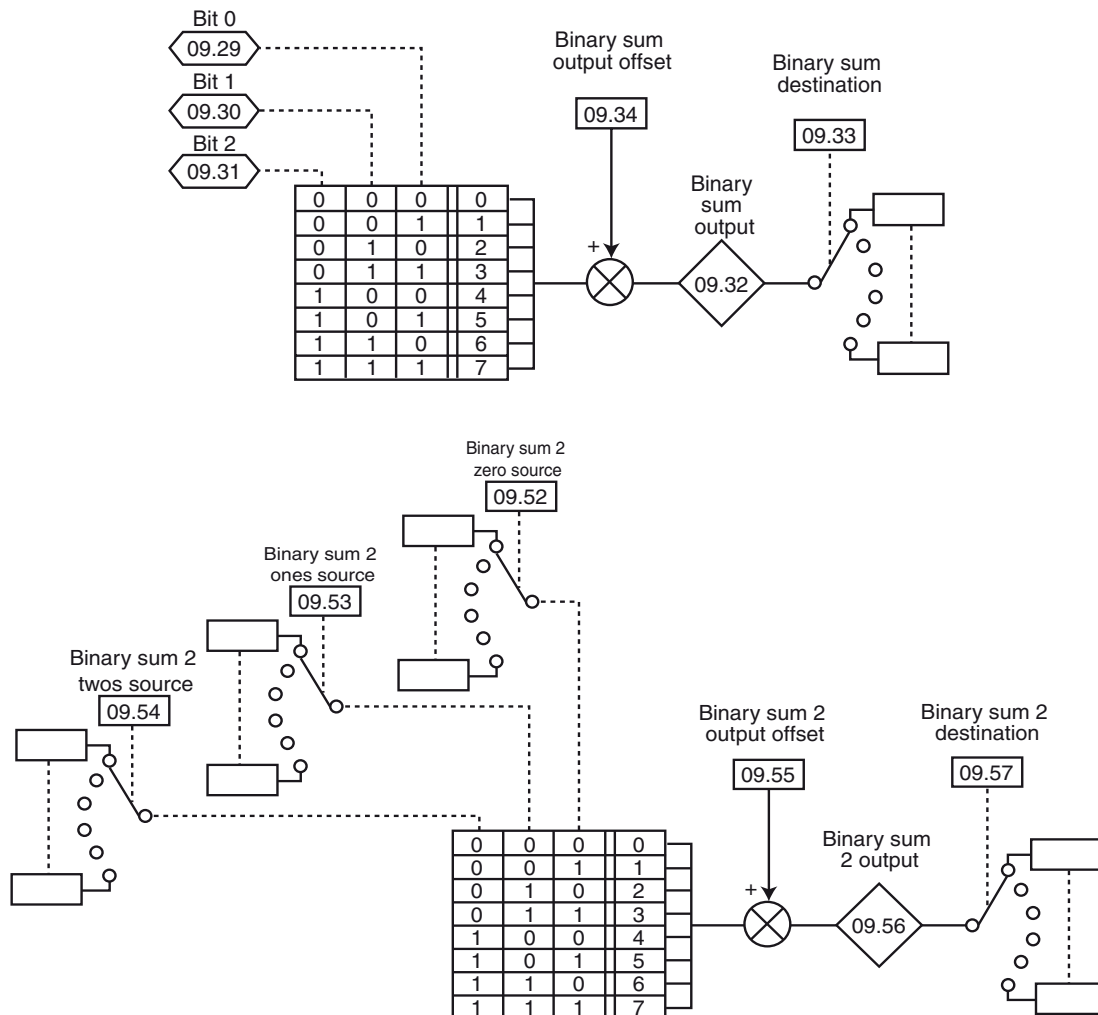 Bit 0
09.29
Bit 1
09.30
Bit 2
09.31
Binary sum
output offset
09.34
Binary sum
destination
09.33
Binary
sum
output
09.32
0 0 0 0
0 0 1 1
0 1 0 2
0 1 1 3
1 0 0 4
1 0 1 5
1 1 0 6
1 1 1 7
+
Binary sum 2
zero source
09.52
Binary sum 2
ones source
09.53
Binary sum 2
twos source
09.54
Binary sum 2
output offset
09.55
Binary sum 2
destination
09.57
Binary sum
2 output
09.56
0 0 0 0
0 0 1 1
0 1 0 2
0 1 1 3
1 0 0 4
1 0 1 5
1 1 0 6
1 1 1 7
+